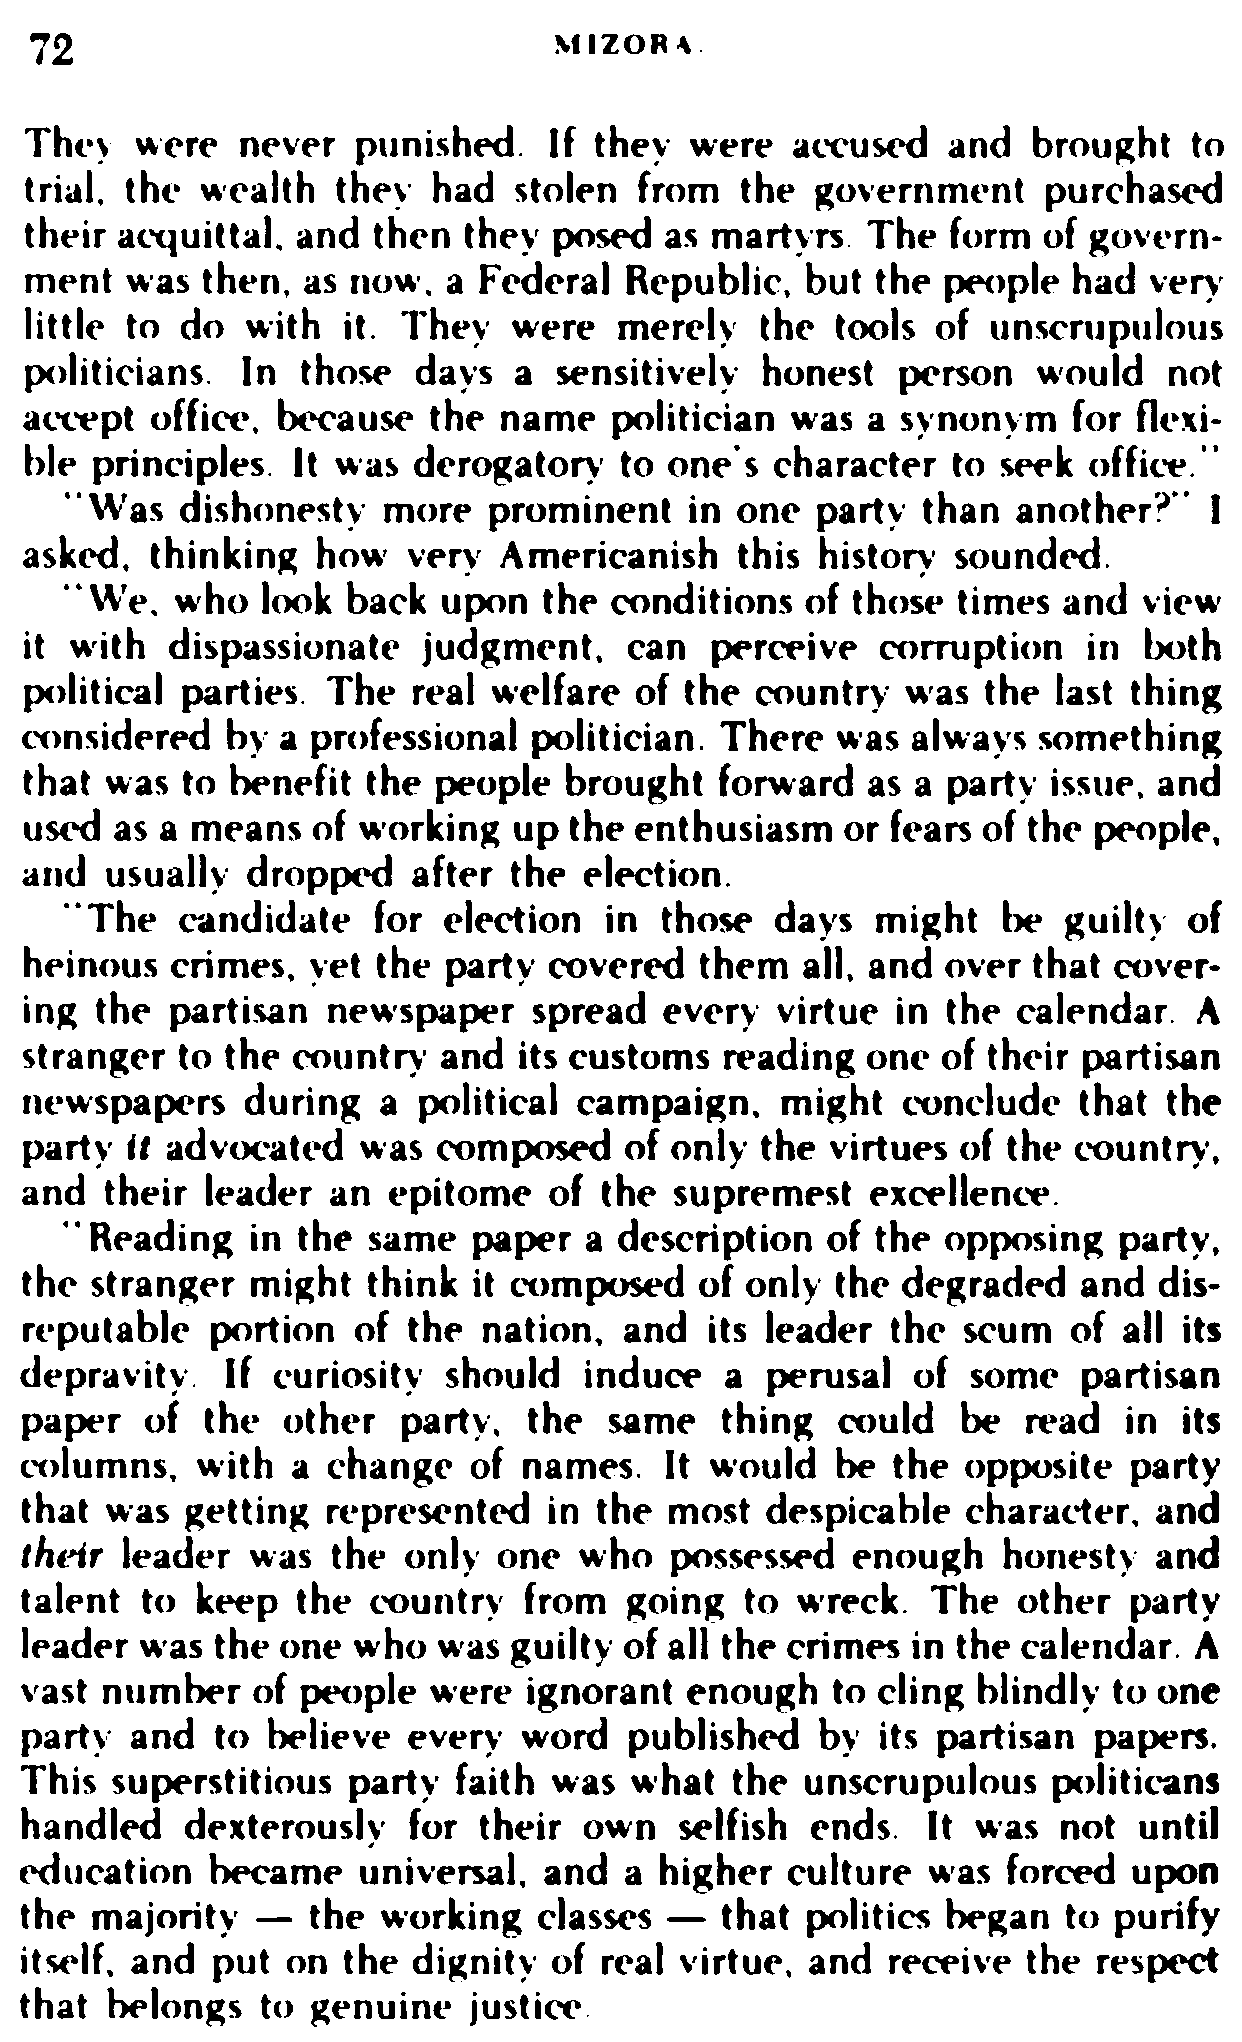 72 MIZORA.
They were never punished. If they were accused and brought to
trial, the wealth they had stolen from the government purchased
their acquittal, and then they posed as martyrs. The form of govern-
ment was then, as now, a Federal Republic, but the people had very
little to do with it. They were merely the tools of unscrupulous
politicians. In those days a sensitively honest person would not
accept office, because the name politician was a synonym for flexi-
ble principles. It was derogatory to one's character to seek office."
"Was dishonesty more prominent in one party than another?" I
asked, thinking how very Americanish this history sounded.
"We, who look back upon the conditions of those times and view
it with dispassionate judgment, can perceive corruption in both
political parties. The real welfare of the country was the last thing
considered by a professional politician. There was always something
that was to benefit the people brought forward as a party issue, and
used as a means of working up the enthusiasm or fears of the people,
and usually dropped after the election.
"The candidate for election in those days might be guilty of
heinous crimes, yet the party covered them all, and over that cover-
ing the partisan newspaper spread every virtue in the calendar. A
stranger to the country and its customs reading one of their partisan
newspapers during a political campaign, might conclude that the
party it advocated was composed of only the virtues of the country,
and their leader an epitome of the supremest excellence.
"Reading in the same paper a description of the opposing party,
the stranger might think it composed of only the degraded and dis-
reputable portion of the nation, and its leader the scum of all its
depravity. If curiosity should induce a perusal of some partisan
paper of the other party, the same thing could be read in its
columns, with a change of names. It would be the opposite party
that was getting represented in the most despicable character, and
their leader was the only one who possessed enough honesty and
talent to keep the country from going to wreck. The other party
leader was the one who was guilty of all the crimes in the calendar. A
vast number of people were ignorant enough to cling blindly to one
party and to believe every word published by its partisan papers.
This superstitious party faith was what the unscrupulous politicans
handled dexterously for their own selfish ends. It was not until
education became universal, and a higher culture was forced upon
the majority — the working classes — that politics began to purify
itself, and put on the dignity of real virtue, and receive the respect
that belongs to genuine justice.